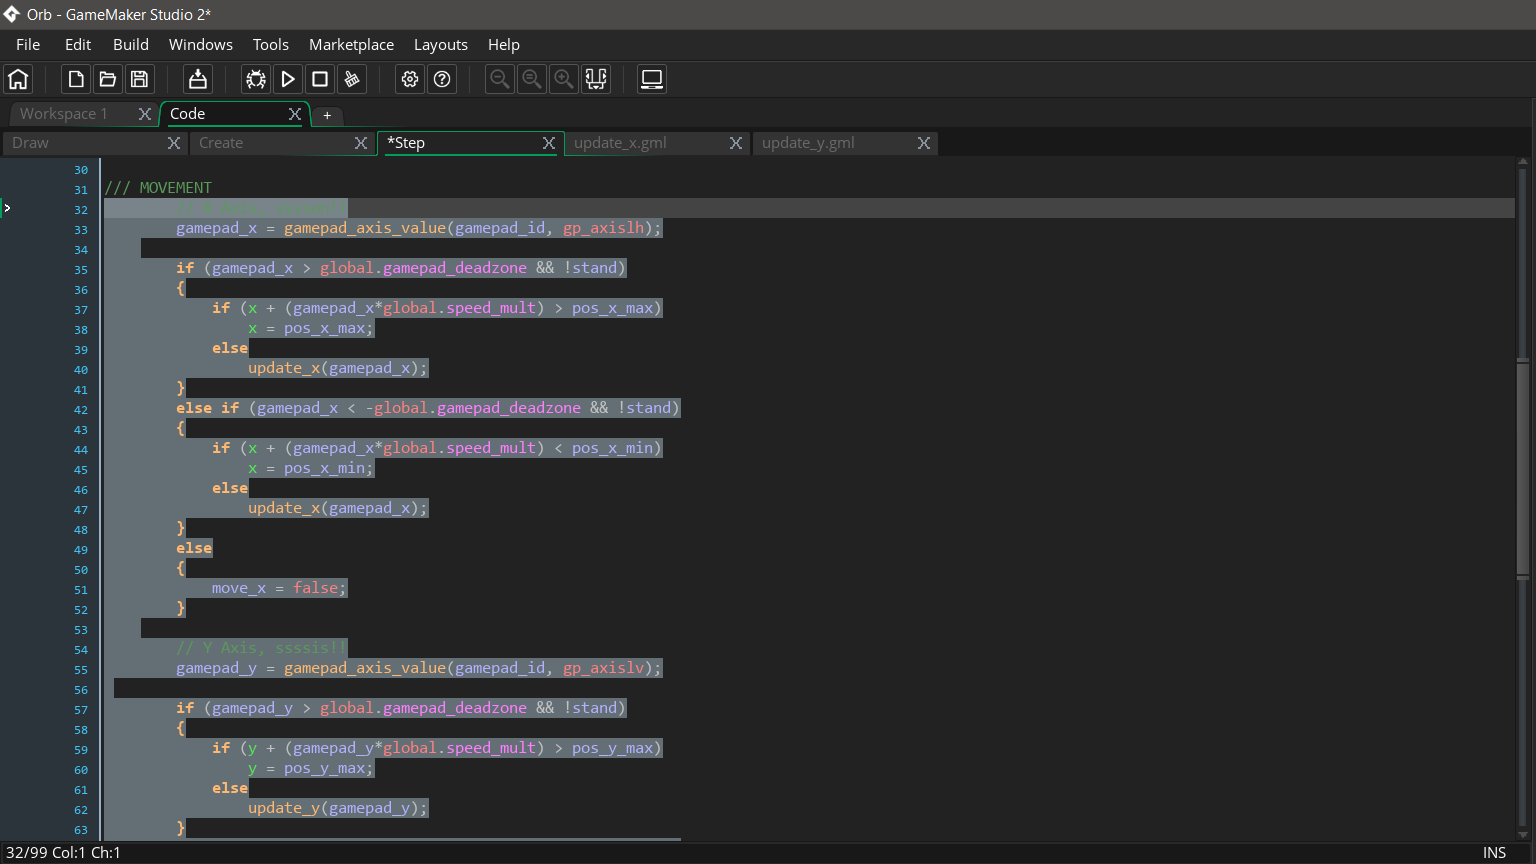 Orb - GameMaker Studio 2*
File Edit Build Windows Tools Marketplace Layouts Help
Workspace 1 X Code X +
Draw X Create X *Step X update_x.gml X update_y.gml X
30
31 /// MOVEMENT
32
33 gamepad_x = gamepad_axis_value(gamepad_id, gp_axislh);
34
35 if (gamepad_x > global.gamepad_deadzone && !stand)
36 {
37 if (x + (gamepad_x*global.speed_mult) > pos_x_max)
38 x = pos_x_max;
39 else
40 update_x(gamepad_x);
41 }
42 else if (gamepad_x < -global.gamepad_deadzone && !stand)
43 {
44 if (x + (gamepad_x*global.speed_mult) < pos_x_min)
45 x = pos_x_min;
46 else
47 update_x(gamepad_x);
48 }
49 else
50 {
51 move_x = false;
52 }
53
54 // Y Axis, ssssis!!
55 gamepad_y = gamepad_axis_value(gamepad_id, gp_axislv);
56
57 if (gamepad_y > global.gamepad_deadzone && !stand)
58 {
59 if (y + (gamepad_y*global.speed_mult) > pos_y_max)
60 y = pos_y_max;
61 else
62 update_y(gamepad_y);
63 }
32/99 Col:1 Ch:1 INS